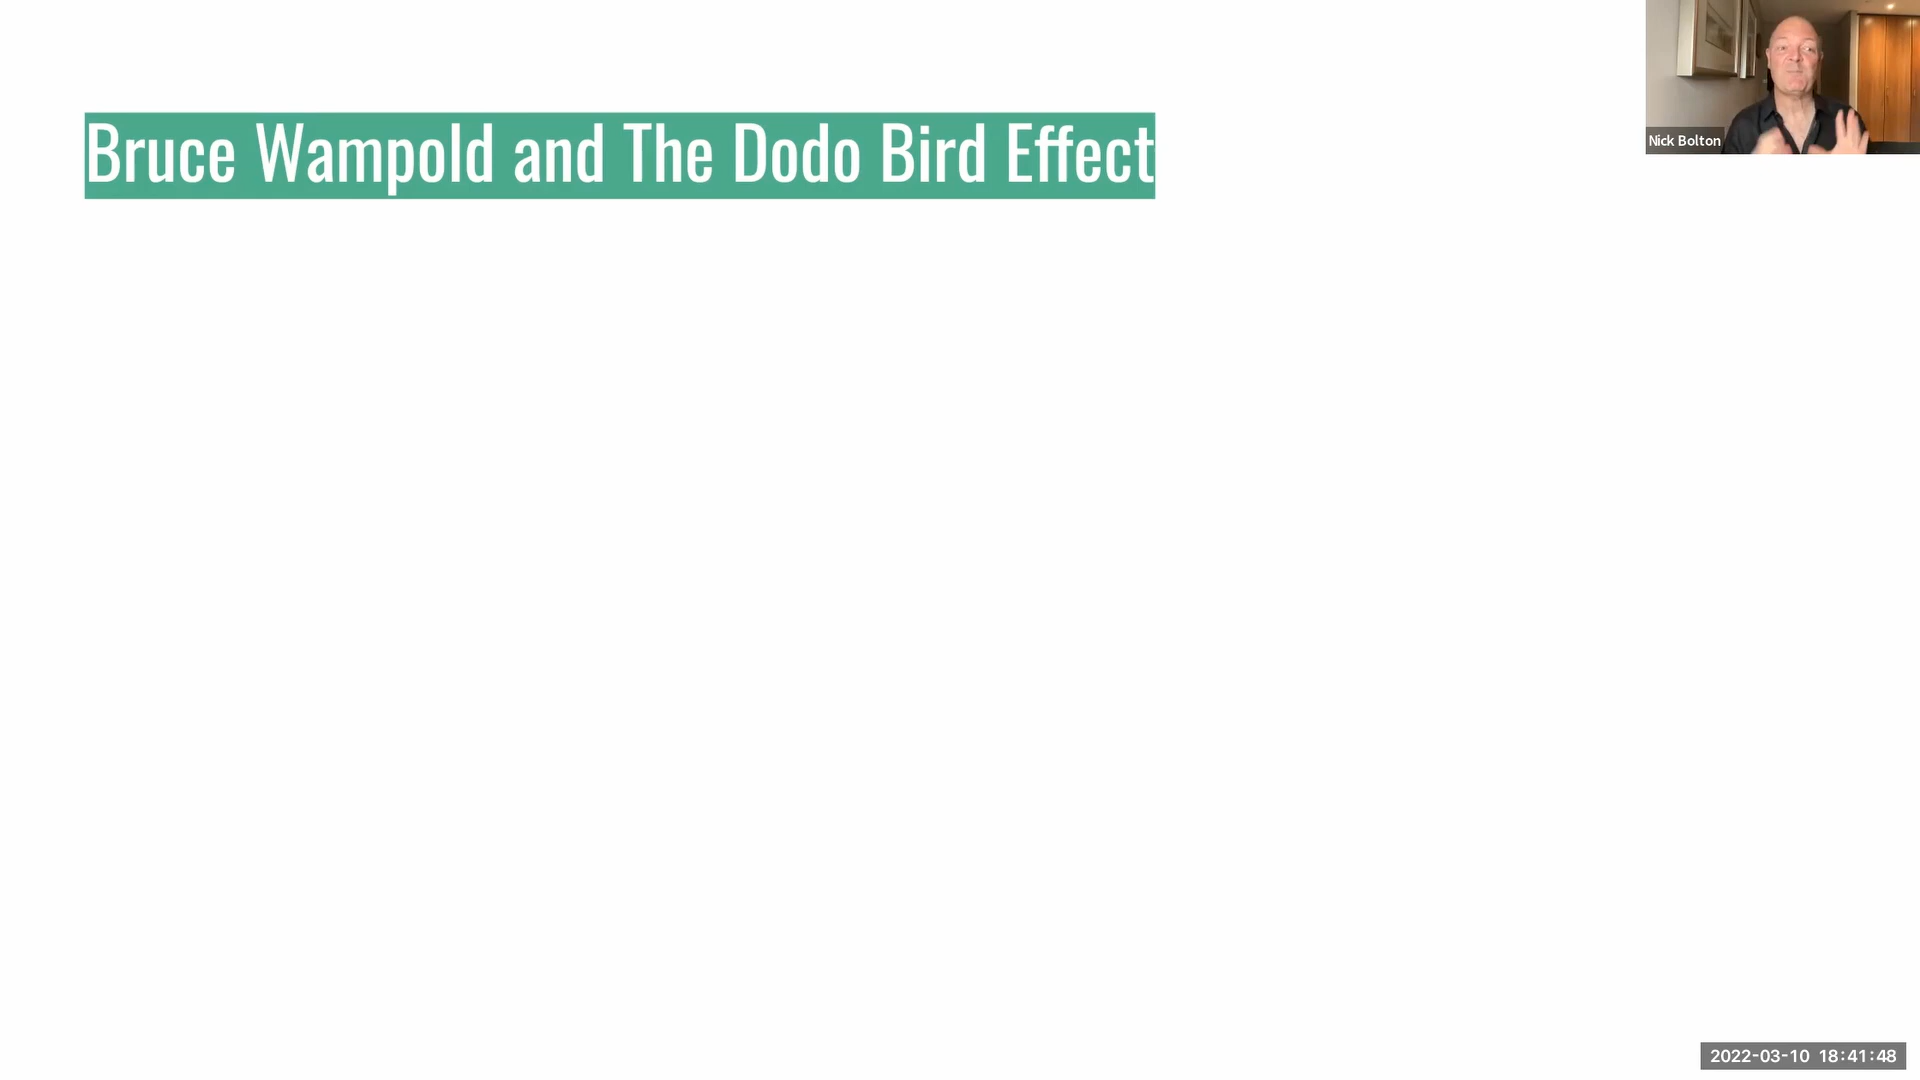 Bruce Wampold and The Dodo Bird Effect
Nick Bolton
2022-03-10 18:41:48